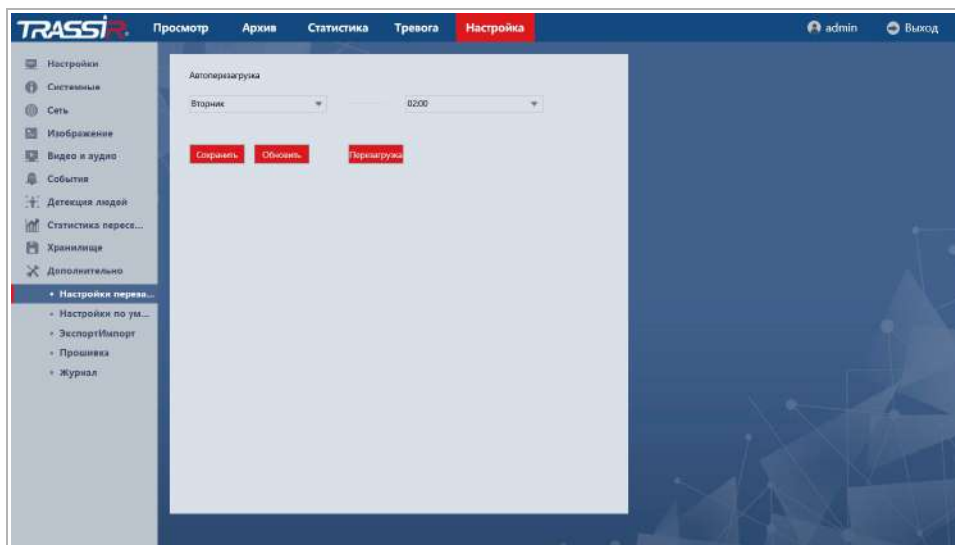 TRASSIR Просмотр Архив Статистика Тревога Настройка admin Выход
Настройки
Системные
Сеть
Изображение
Видео и аудио
События
Детекция людей
Статистика пересе...
Хранилище
Дополнительно
Настройки переза...
Настройки по ум...
ЭкспортИмпорт
Прошивка
Журнал
Автоперезагрузка
Вторник 02:00
Сохранить Обновить Перезагрузка